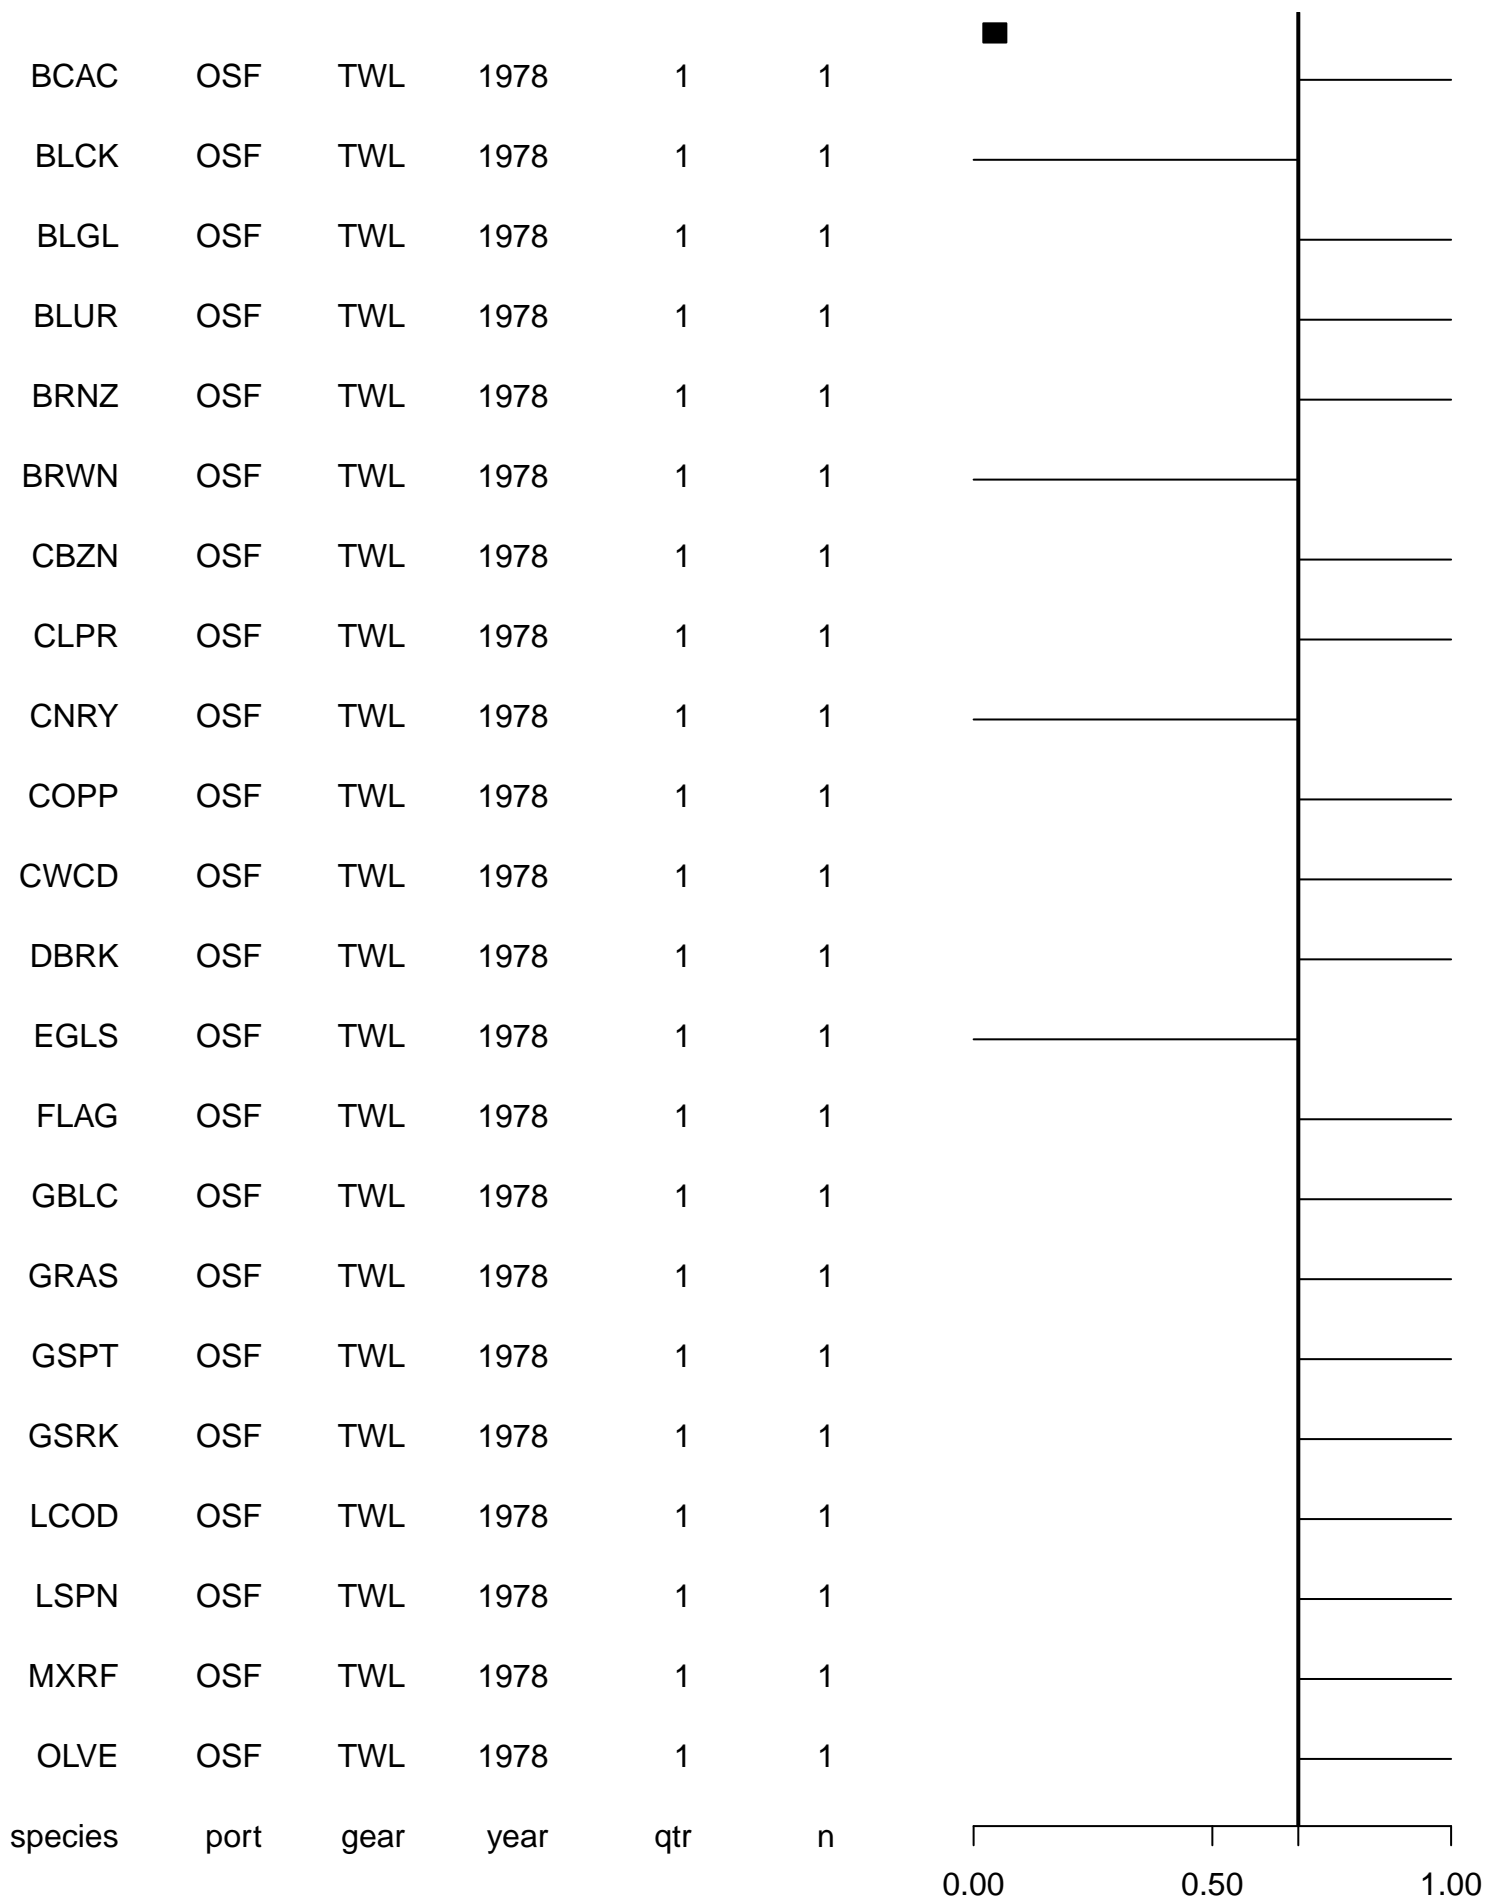 BCAC OSF TWL 1978 1 1
BLCK OSF TWL 1978 1 1
BLGL OSF TWL 1978 1 1
BLUR OSF TWL 1978 1 1
BRNZ OSF TWL 1978 1 1
BRWN OSF TWL 1978 1 1
CBZN OSF TWL 1978 1 1
CLPR OSF TWL 1978 1 1
CNRY OSF TWL 1978 1 1
COPP OSF TWL 1978 1 1
CWCD OSF TWL 1978 1 1
DBRK OSF TWL 1978 1 1
EGLS OSF TWL 1978 1 1
FLAG OSF TWL 1978 1 1
GBLC OSF TWL 1978 1 1
GRAS OSF TWL 1978 1 1
GSPT OSF TWL 1978 1 1
GSRK OSF TWL 1978 1 1
LCOD OSF TWL 1978 1 1
LSPN OSF TWL 1978 1 1
MXRF OSF TWL 1978 1 1
OLVE OSF TWL 1978 1 1
species port gear year qtr n
0.00 0.50 1.00